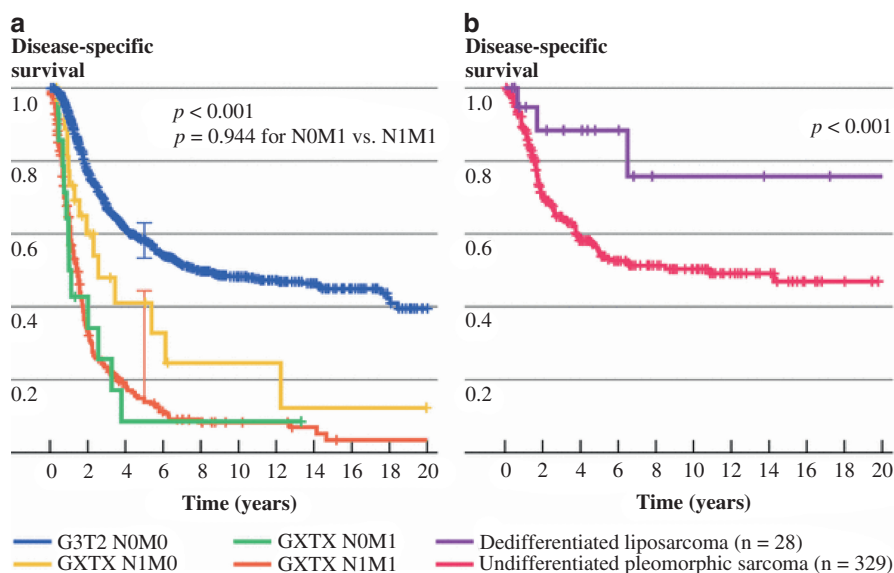 a
Disease-specific
survival
p < 0.001
p = 0.944 for N0M1 vs. N1M1
1.0
0.8
0.6
0.4
0.2
0 2 4 6 8 10 12 14 16 18 20
Time (years)
b
Disease-specific
survival
p < 0.001
1.0
0.8
0.6
0.4
0.2
0 2 4 6 8 10 12 14 16 18 20
Time (years)
G3T2 N0M0
GXTX N1M0
GXTX N0M1
GXTX N1M1
Dedifferentiated liposarcoma (n = 28)
Undifferentiated pleomorphic sarcoma (n = 329)